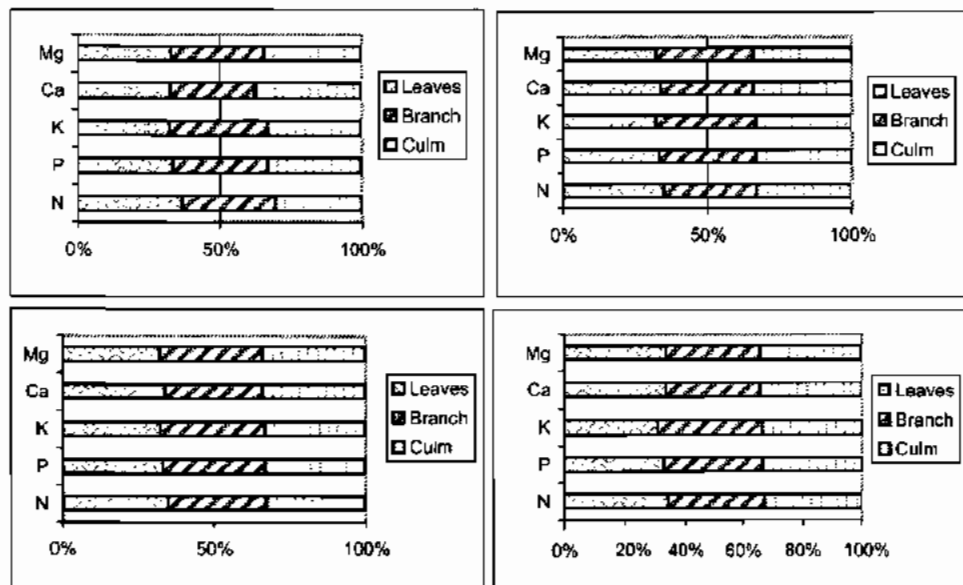 Mg
Ca
K
P
N
0% 50% 100%
Leaves
Branch
Culm
Mg
Ca
K
P
N
0% 50% 100%
Leaves
Branch
Culm
Mg
Ca
K
P
N
0% 50% 100%
Leaves
Branch
Culm
Mg
Ca
K
P
N
0% 20% 40% 60% 80% 100%
Leaves
Branch
Culm